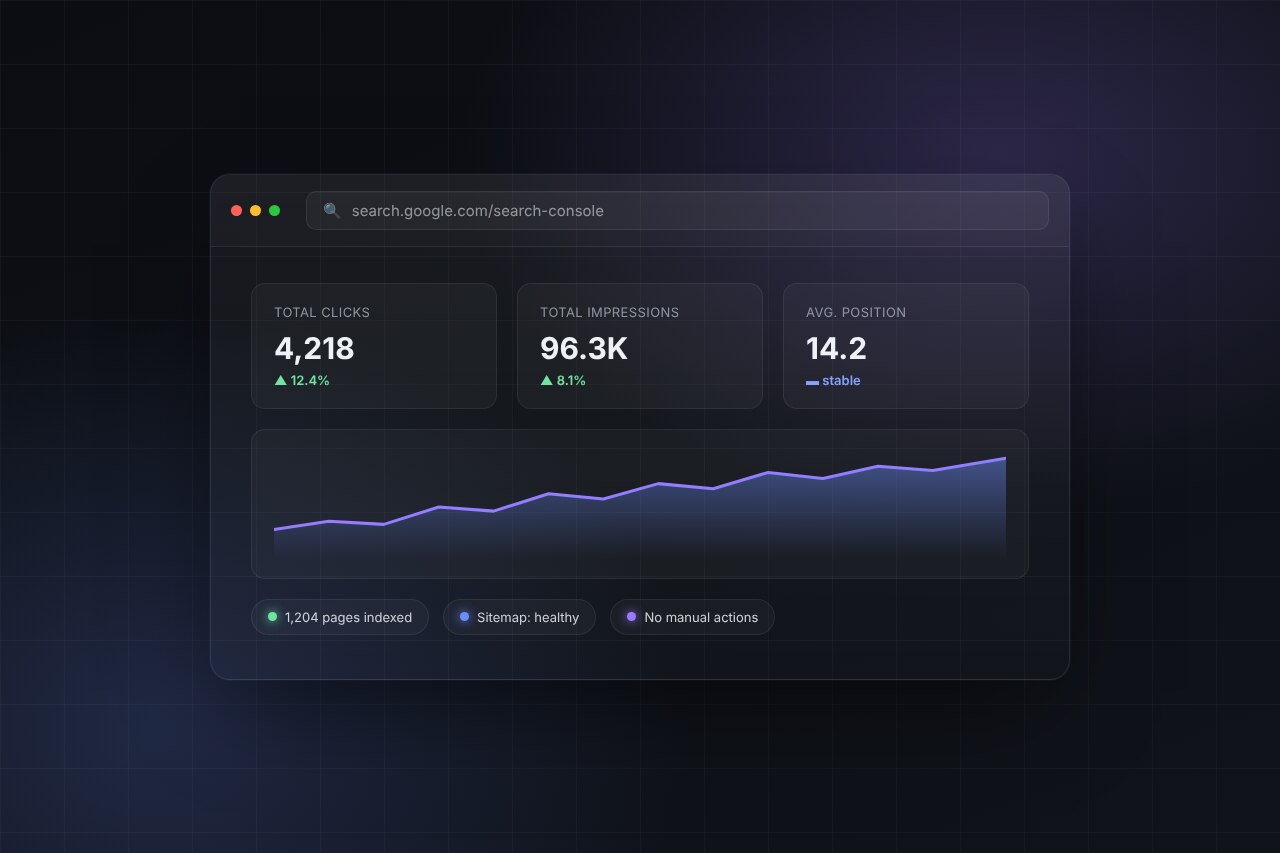 search.google.com/search-console
TOTAL CLICKS
4,218
▲ 12.4%
TOTAL IMPRESSIONS
96.3K
▲ 8.1%
AVG. POSITION
14.2
▬ stable
1,204 pages indexed
Sitemap: healthy
No manual actions